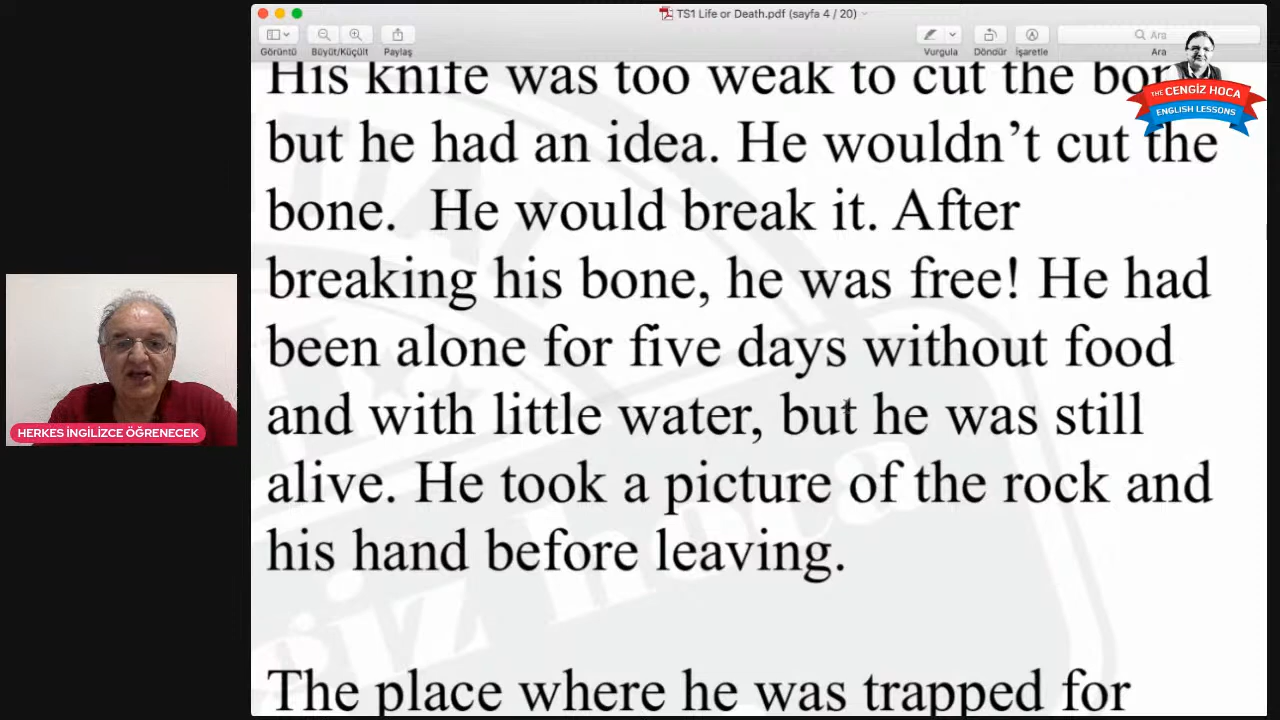 TS1 Life or Death.pdf (sayfa 4 / 20)
Görüntü
Büyüt/Küçült
Paylaş
Vurgula
Döndür
İşaretle
Ara
Ara
THE CENGİZ HOCA
ENGLISH LESSONS
His knife was too weak to cut the
but he had an idea. He wouldn’t cut the
bone.  He would break it. After
breaking his bone, he was free! He had
been alone for five days without food
and with little water, but he was still
alive. He took a picture of the rock and
his hand before leaving.
The place where he was trapped for
HERKES İNGİLİZCE ÖĞRENECEK